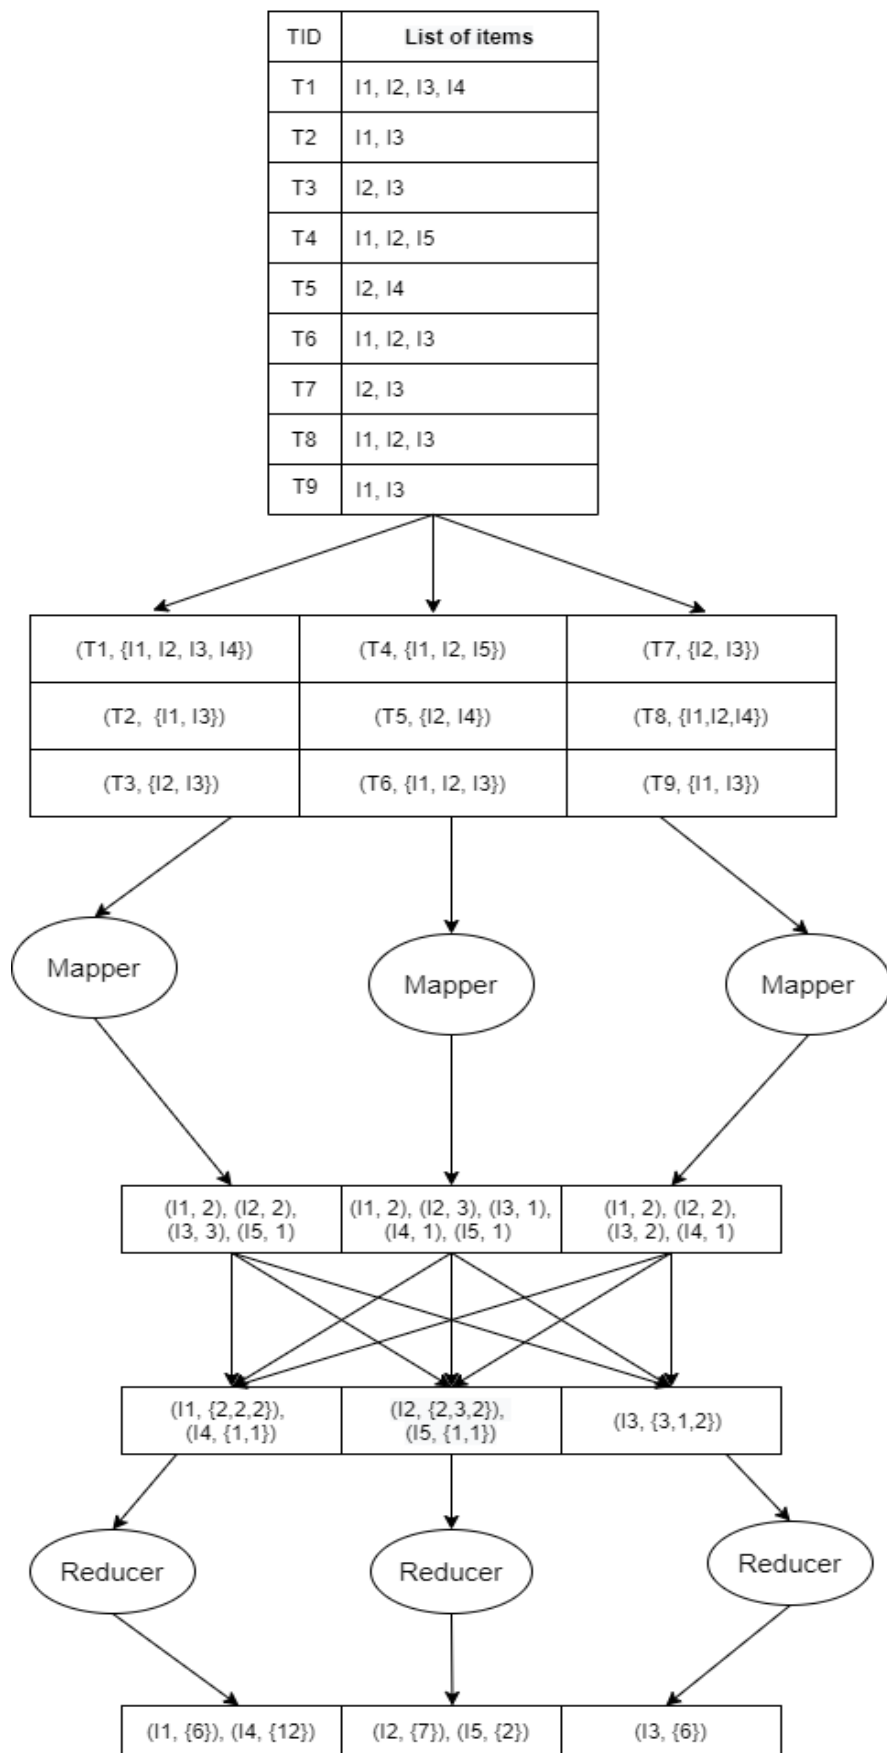 TID List of items
T1 I1, I2, I3, I4
T2 I1, I3
T3 I2, I3
T4 I1, I2, I5
T5 I2, I4
T6 I1, I2, I3
T7 I2, I3
T8 I1, I2, I3
T9 I1, I3
(T1, {I1, I2, I3, I4}) (T4, {I1, I2, I5}) (T7, {I2, I3})
(T2, {I1, I3}) (T5, {I2, I4}) (T8, {I1,I2,I4})
(T3, {I2, I3}) (T6, {I1, I2, I3}) (T9, {I1, I3})
Mapper Mapper Mapper
(I1, 2), (I2, 2), (I1, 2), (I2, 3), (I3, 1), (I1, 2), (I2, 2),
(I3, 3), (I5, 1) (I4, 1), (I5, 1) (I3, 2), (I4, 1)
(I1, {2,2,2}), (I2, {2,3,2}), (I3, {3,1,2})
(I4, {1,1}) (I5, {1,1})
Reducer Reducer Reducer
(I1, {6}), (I4, {12}) (I2, {7}), (I5, {2}) (I3, {6})